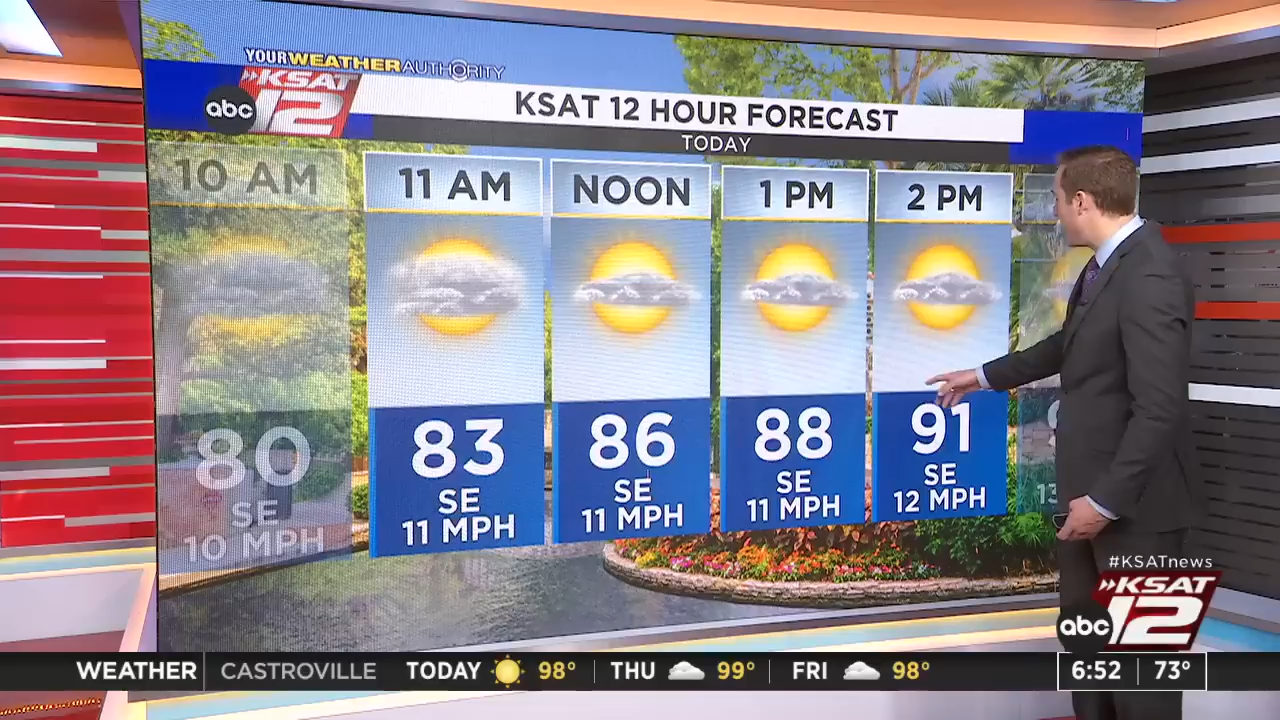 YOUR WEATHER AUTHORITY
abc KSAT 12
KSAT 12 HOUR FORECAST
TODAY
10 AM
80
SE
10 MPH
11 AM
83
SE
11 MPH
NOON
86
SE
11 MPH
1 PM
88
SE
11 MPH
2 PM
91
SE
12 MPH
13
#KSATnews
abc KSAT 12
WEATHER CASTROVILLE TODAY 98° THU 99° FRI 98° 6:52 73°